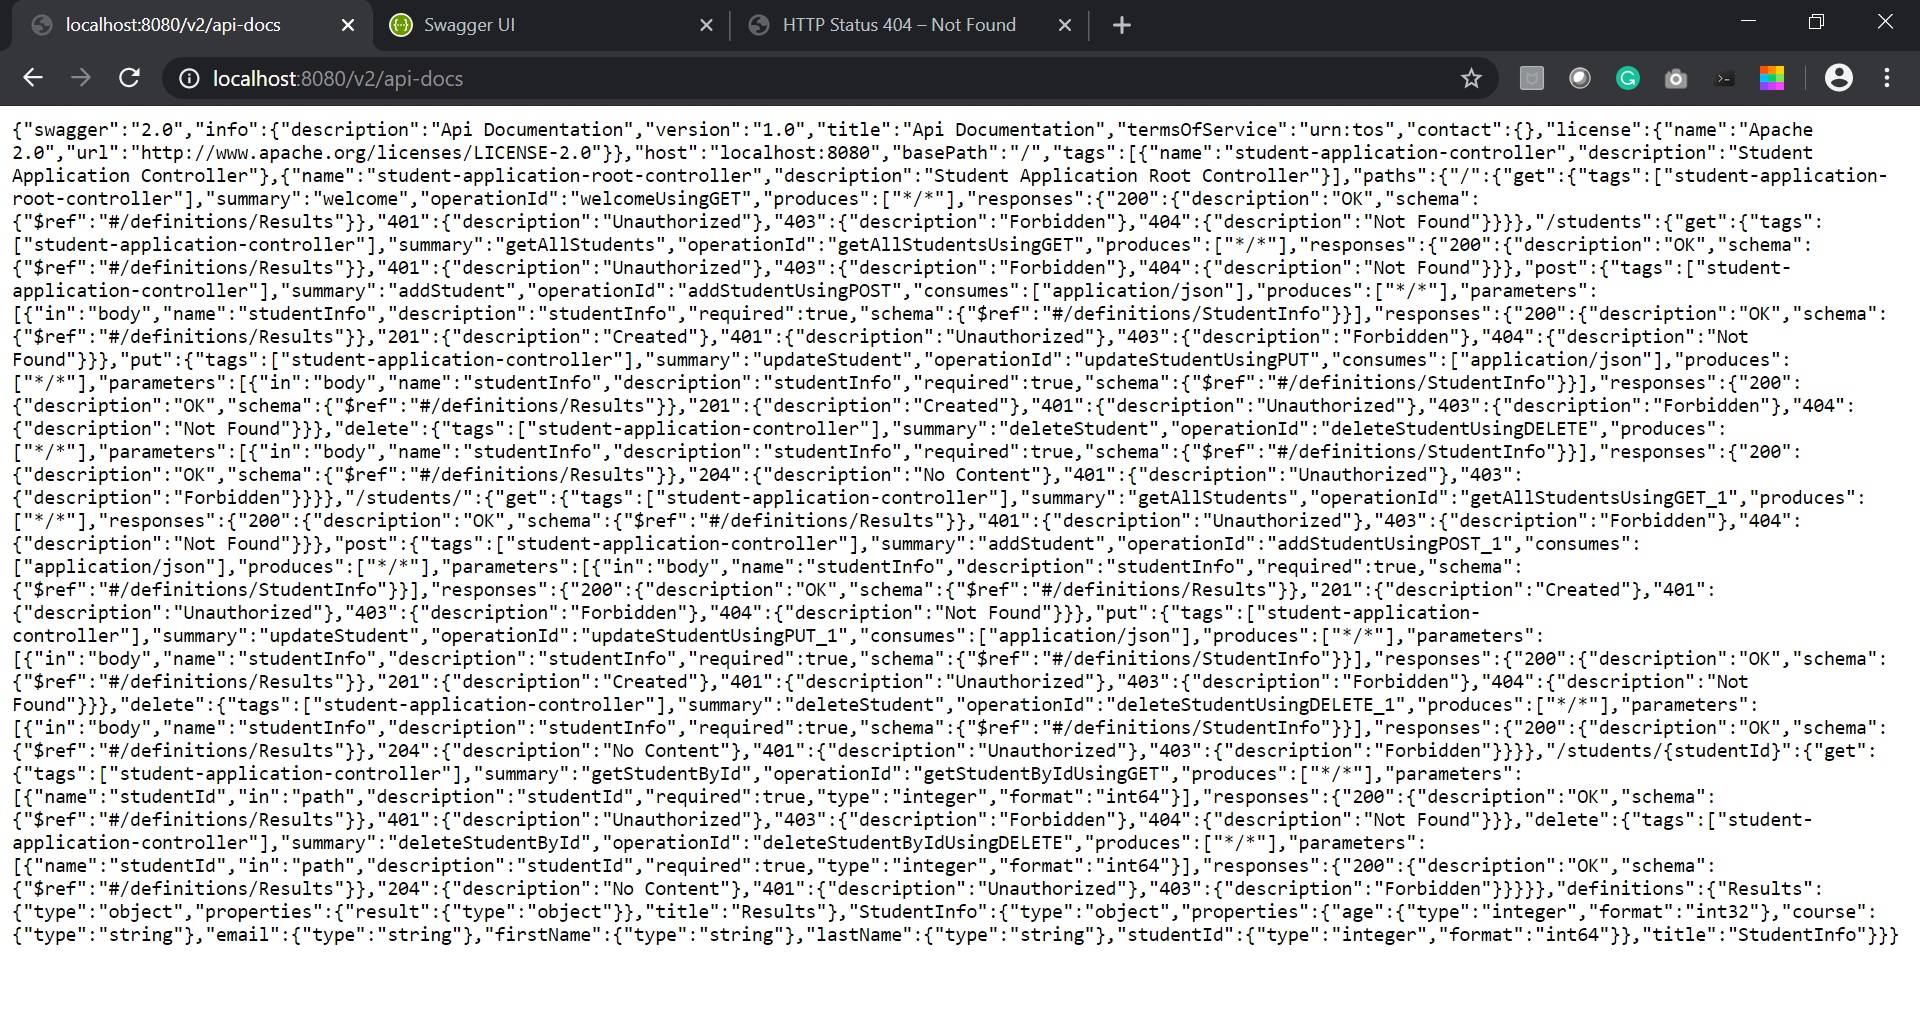 localhost:8080/v2/api-docs
Swagger UI
HTTP Status 404 – Not Found
localhost:8080/v2/api-docs
{"swagger":"2.0","info":{"description":"Api Documentation","version":"1.0","title":"Api Documentation","termsOfService":"urn:tos","contact":{},"license":{"name":"Apache
2.0","url":"http://www.apache.org/licenses/LICENSE-2.0"}},"host":"localhost:8080","basePath":"/","tags":[{"name":"student-application-controller","description":"Student
Application Controller"},{"name":"student-application-root-controller","description":"Student Application Root Controller"}],"paths":{"/":{"get":{"tags":["student-application-
root-controller"],"summary":"welcome","operationId":"welcomeUsingGET","produces":["*/*"],"responses":{"200":{"description":"OK","schema":
{"$ref":"#/definitions/Results"}},"401":{"description":"Unauthorized"},"403":{"description":"Forbidden"},"404":{"description":"Not Found"}}}},"/students":{"get":{"tags":
["student-application-controller"],"summary":"getAllStudents","operationId":"getAllStudentsUsingGET","produces":["*/*"],"responses":{"200":{"description":"OK","schema":
{"$ref":"#/definitions/Results"}},"401":{"description":"Unauthorized"},"403":{"description":"Forbidden"},"404":{"description":"Not Found"}}},"post":{"tags":["student-
application-controller"],"summary":"addStudent","operationId":"addStudentUsingPOST","consumes":["application/json"],"produces":["*/*"],"parameters":
[{"in":"body","name":"studentInfo","description":"studentInfo","required":true,"schema":{"$ref":"#/definitions/StudentInfo"}}],"responses":{"200":{"description":"OK","schema":
{"$ref":"#/definitions/Results"}},"201":{"description":"Created"},"401":{"description":"Unauthorized"},"403":{"description":"Forbidden"},"404":{"description":"Not
Found"}}},"put":{"tags":["student-application-controller"],"summary":"updateStudent","operationId":"updateStudentUsingPUT","consumes":["application/json"],"produces":
["*/*"],"parameters":[{"in":"body","name":"studentInfo","description":"studentInfo","required":true,"schema":{"$ref":"#/definitions/StudentInfo"}}],"responses":{"200":
{"description":"OK","schema":{"$ref":"#/definitions/Results"}},"201":{"description":"Created"},"401":{"description":"Unauthorized"},"403":{"description":"Forbidden"},"404":
{"description":"Not Found"}}},"delete":{"tags":["student-application-controller"],"summary":"deleteStudent","operationId":"deleteStudentUsingDELETE","produces":
["*/*"],"parameters":[{"in":"body","name":"studentInfo","description":"studentInfo","required":true,"schema":{"$ref":"#/definitions/StudentInfo"}}],"responses":{"200":
{"description":"OK","schema":{"$ref":"#/definitions/Results"}},"204":{"description":"No Content"},"401":{"description":"Unauthorized"},"403":
{"description":"Forbidden"}}}},"/students/":{"get":{"tags":["student-application-controller"],"summary":"getAllStudents","operationId":"getAllStudentsUsingGET_1","produces":
["*/*"],"responses":{"200":{"description":"OK","schema":{"$ref":"#/definitions/Results"}},"401":{"description":"Unauthorized"},"403":{"description":"Forbidden"},"404":
{"description":"Not Found"}}},"post":{"tags":["student-application-controller"],"summary":"addStudent","operationId":"addStudentUsingPOST_1","consumes":
["application/json"],"produces":["*/*"],"parameters":[{"in":"body","name":"studentInfo","description":"studentInfo","required":true,"schema":
{"$ref":"#/definitions/StudentInfo"}}],"responses":{"200":{"description":"OK","schema":{"$ref":"#/definitions/Results"}},"201":{"description":"Created"},"401":
{"description":"Unauthorized"},"403":{"description":"Forbidden"},"404":{"description":"Not Found"}}},"put":{"tags":["student-application-
controller"],"summary":"updateStudent","operationId":"updateStudentUsingPUT_1","consumes":["application/json"],"produces":["*/*"],"parameters":
[{"in":"body","name":"studentInfo","description":"studentInfo","required":true,"schema":{"$ref":"#/definitions/StudentInfo"}}],"responses":{"200":{"description":"OK","schema":
{"$ref":"#/definitions/Results"}},"201":{"description":"Created"},"401":{"description":"Unauthorized"},"403":{"description":"Forbidden"},"404":{"description":"Not
Found"}}},"delete":{"tags":["student-application-controller"],"summary":"deleteStudent","operationId":"deleteStudentUsingDELETE_1","produces":["*/*"],"parameters":
[{"in":"body","name":"studentInfo","description":"studentInfo","required":true,"schema":{"$ref":"#/definitions/StudentInfo"}}],"responses":{"200":{"description":"OK","schema":
{"$ref":"#/definitions/Results"}},"204":{"description":"No Content"},"401":{"description":"Unauthorized"},"403":{"description":"Forbidden"}}}},"/students/{studentId}":{"get":
{"tags":["student-application-controller"],"summary":"getStudentById","operationId":"getStudentByIdUsingGET","produces":["*/*"],"parameters":
[{"name":"studentId","in":"path","description":"studentId","required":true,"type":"integer","format":"int64"}],"responses":{"200":{"description":"OK","schema":
{"$ref":"#/definitions/Results"}},"401":{"description":"Unauthorized"},"403":{"description":"Forbidden"},"404":{"description":"Not Found"}}},"delete":{"tags":["student-
application-controller"],"summary":"deleteStudentById","operationId":"deleteStudentByIdUsingDELETE","produces":["*/*"],"parameters":
[{"name":"studentId","in":"path","description":"studentId","required":true,"type":"integer","format":"int64"}],"responses":{"200":{"description":"OK","schema":
{"$ref":"#/definitions/Results"}},"204":{"description":"No Content"},"401":{"description":"Unauthorized"},"403":{"description":"Forbidden"}}}}},"definitions":{"Results":
{"type":"object","properties":{"result":{"type":"object"}},"title":"Results"},"StudentInfo":{"type":"object","properties":{"age":{"type":"integer","format":"int32"},"course":
{"type":"string"},"email":{"type":"string"},"firstName":{"type":"string"},"lastName":{"type":"string"},"studentId":{"type":"integer","format":"int64"}},"title":"StudentInfo"}}}